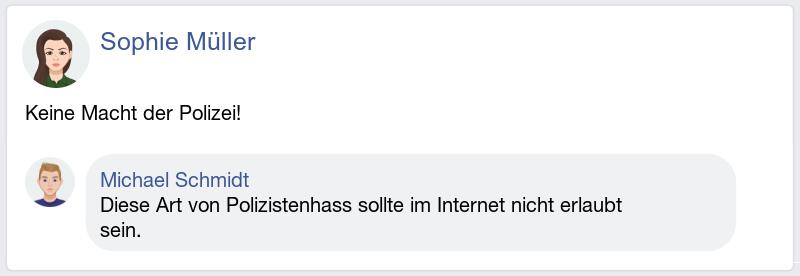 Sophie Müller
Keine Macht der Polizei!
Michael Schmidt
Diese Art von Polizistenhass sollte im Internet nicht erlaubt
sein.